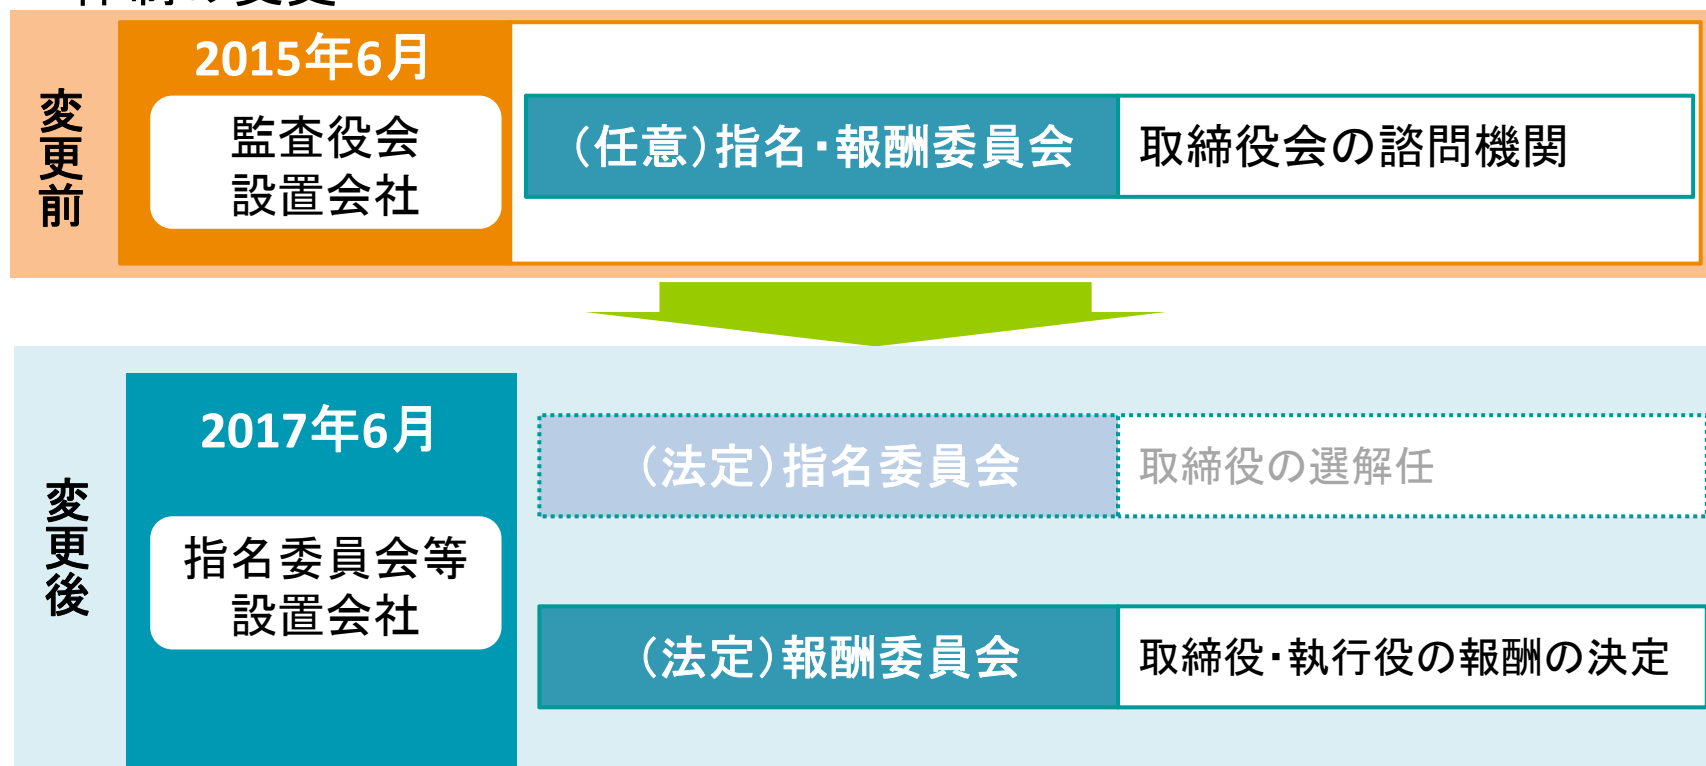 変更前
2015年6月
監査役会
設置会社
（任意）指名・報酬委員会
取締役会の諮問機関
変更後
2017年6月
指名委員会等
設置会社
（法定）指名委員会
取締役の選解任
（法定）報酬委員会
取締役・執行役の報酬の決定